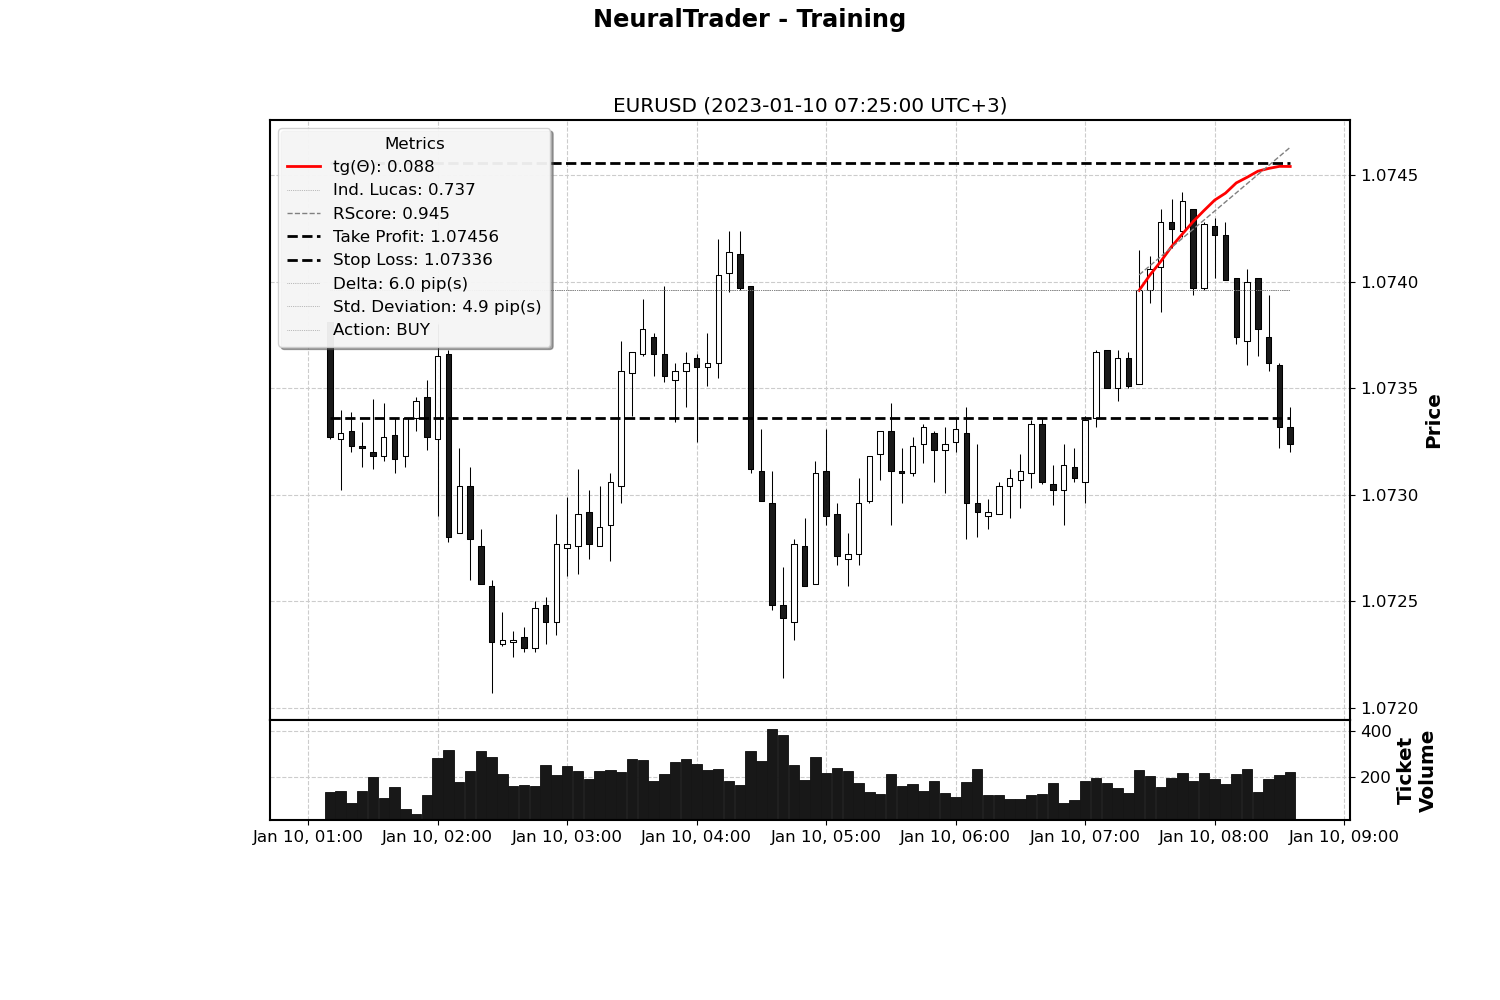 NeuralTrader - Training
EURUSD (2023-01-10 07:25:00 UTC+3)
Metrics
tg(Θ): 0.088
Ind. Lucas: 0.737
RScore: 0.945
Take Profit: 1.07456
Stop Loss: 1.07336
Delta: 6.0 pip(s)
Std. Deviation: 4.9 pip(s)
Action: BUY
1.0745
1.0740
1.0735
1.0730
1.0725
1.0720
Price
400
200
Ticket
Volume
Jan 10, 01:00
Jan 10, 02:00
Jan 10, 03:00
Jan 10, 04:00
Jan 10, 05:00
Jan 10, 06:00
Jan 10, 07:00
Jan 10, 08:00
Jan 10, 09:00